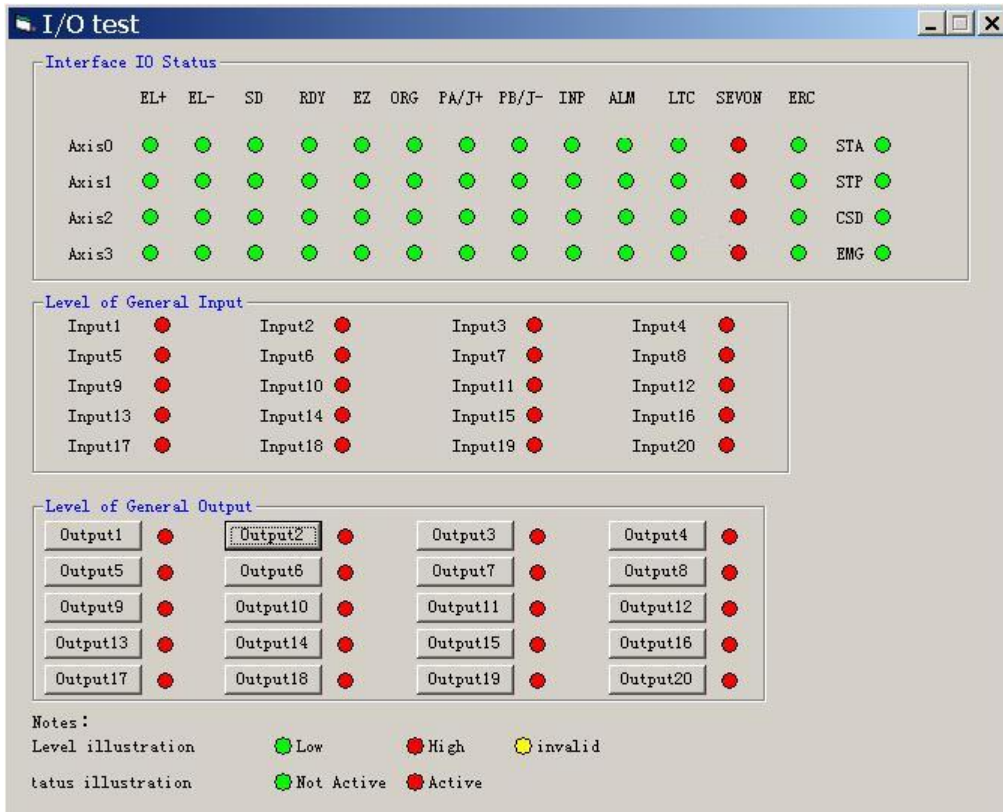 I/O test
Interface IO Status
EL+ EL- SD RDY EZ ORG PA/J+ PB/J- INP ALM LTC SEVON ERC
Axis0 STA
Axis1 STP
Axis2 CSD
Axis3 EMG
Level of General Input
Input1 Input2 Input3 Input4
Input5 Input6 Input7 Input8
Input9 Input10 Input11 Input12
Input13 Input14 Input15 Input16
Input17 Input18 Input19 Input20
Level of General Output
Output1 Output2 Output3 Output4
Output5 Output6 Output7 Output8
Output9 Output10 Output11 Output12
Output13 Output14 Output15 Output16
Output17 Output18 Output19 Output20
Notes:
Level illustration Low High invalid
tatus illustration Not Active Active